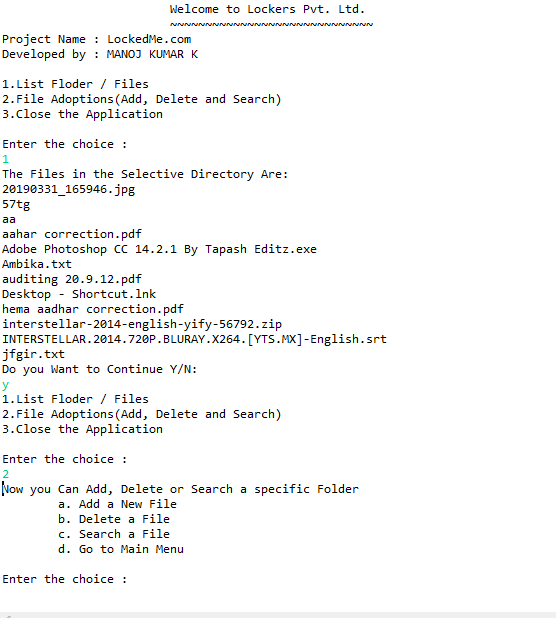 Welcome to Lockers Pvt. Ltd.
~~~~~~~~~~~~~~~~~~~~~~~~~~~~~
Project Name : LockedMe.com
Developed by : MANOJ KUMAR K
1.List Floder / Files
2.File Adoptions(Add, Delete and Search)
3.Close the Application
Enter the choice :
1
The Files in the Selective Directory Are:
20190331_165946.jpg
57tg
aa
aahar correction.pdf
Adobe Photoshop CC 14.2.1 By Tapash Editz.exe
Ambika.txt
auditing 20.9.12.pdf
Desktop - Shortcut.lnk
hema aadhar correction.pdf
interstellar-2014-english-yify-56792.zip
INTERSTELLAR.2014.720P.BLURAY.X264.[YTS.MX]-English.srt
jfgir.txt
Do you Want to Continue Y/N:
y
1.List Floder / Files
2.File Adoptions(Add, Delete and Search)
3.Close the Application
Enter the choice :
2
Now you Can Add, Delete or Search a specific Folder
a. Add a New File
b. Delete a File
c. Search a File
d. Go to Main Menu
Enter the choice :